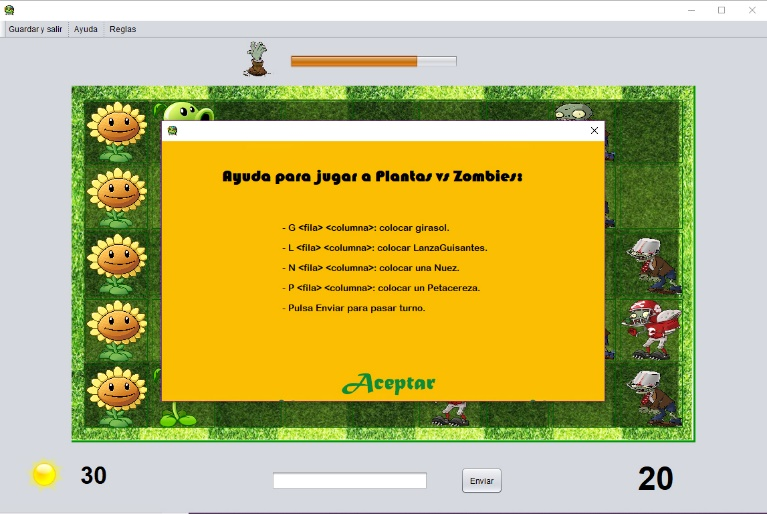 Guardar y salir Ayuda Reglas
Ayuda para jugar a Plantas vs Zombies:
- G <fila> <columna>: colocar girasol.
- L <fila> <columna>: colocar LanzaGuisantes.
- N <fila> <columna>: colocar una Nuez.
- P <fila> <columna>: colocar un Petacereza.
- Pulsa Enviar para pasar turno.
Aceptar
30 Enviar 20